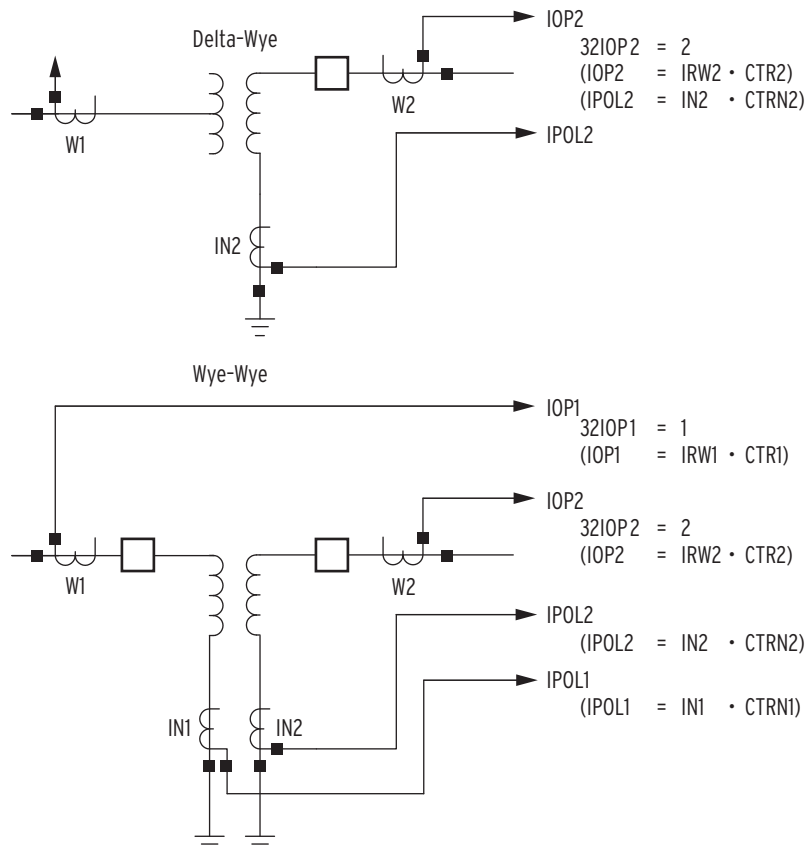 Delta-Wye
IOP2
32IOP2 = 2
(IOP2 = IRW2 • CTR2)
(IPOL2 = IN2 • CTRN2)
W1
W2
IPOL2
IN2
Wye-Wye
IOP1
32IOP1 = 1
(IOP1 = IRW1 • CTR1)
IOP2
32IOP2 = 2
(IOP2 = IRW2 • CTR2)
W1
W2
IPOL2
(IPOL2 = IN2 • CTRN2)
IPOL1
(IPOL1 = IN1 • CTRN1)
IN1
IN2